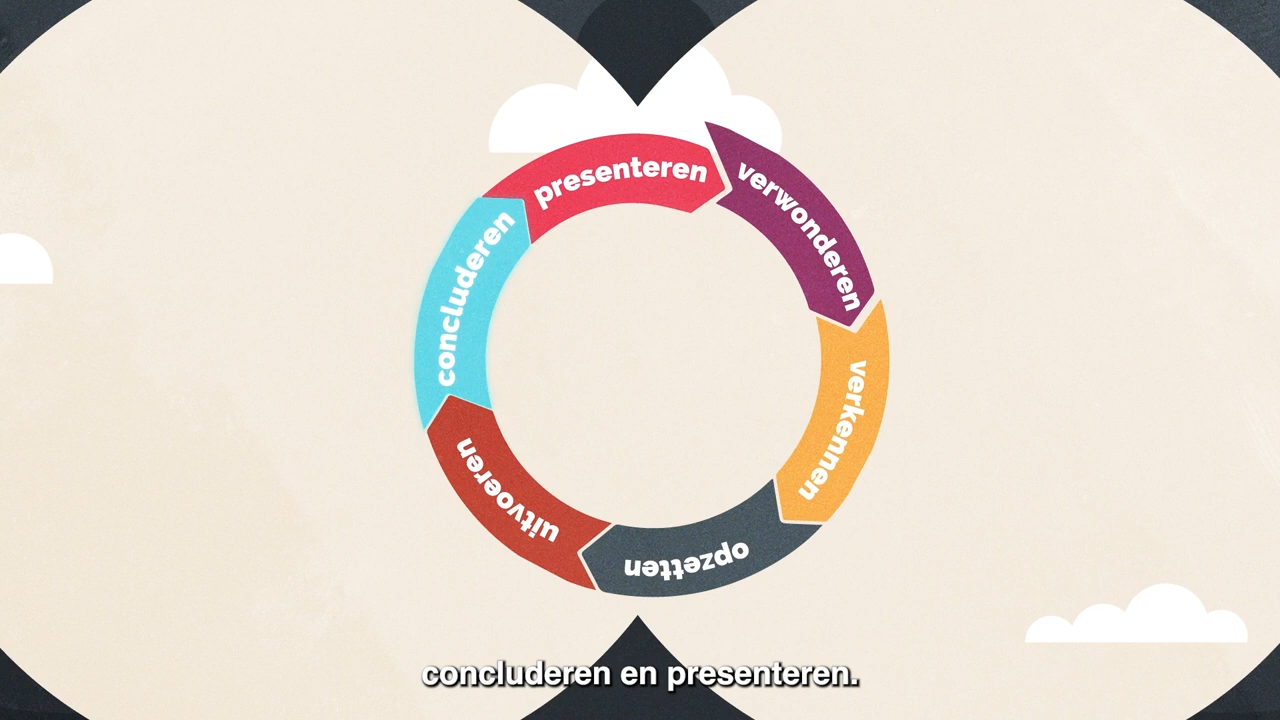 presenteren
verwonderen
verkennen
opzetten
uitvoeren
concluderen
concluderen en presenteren.